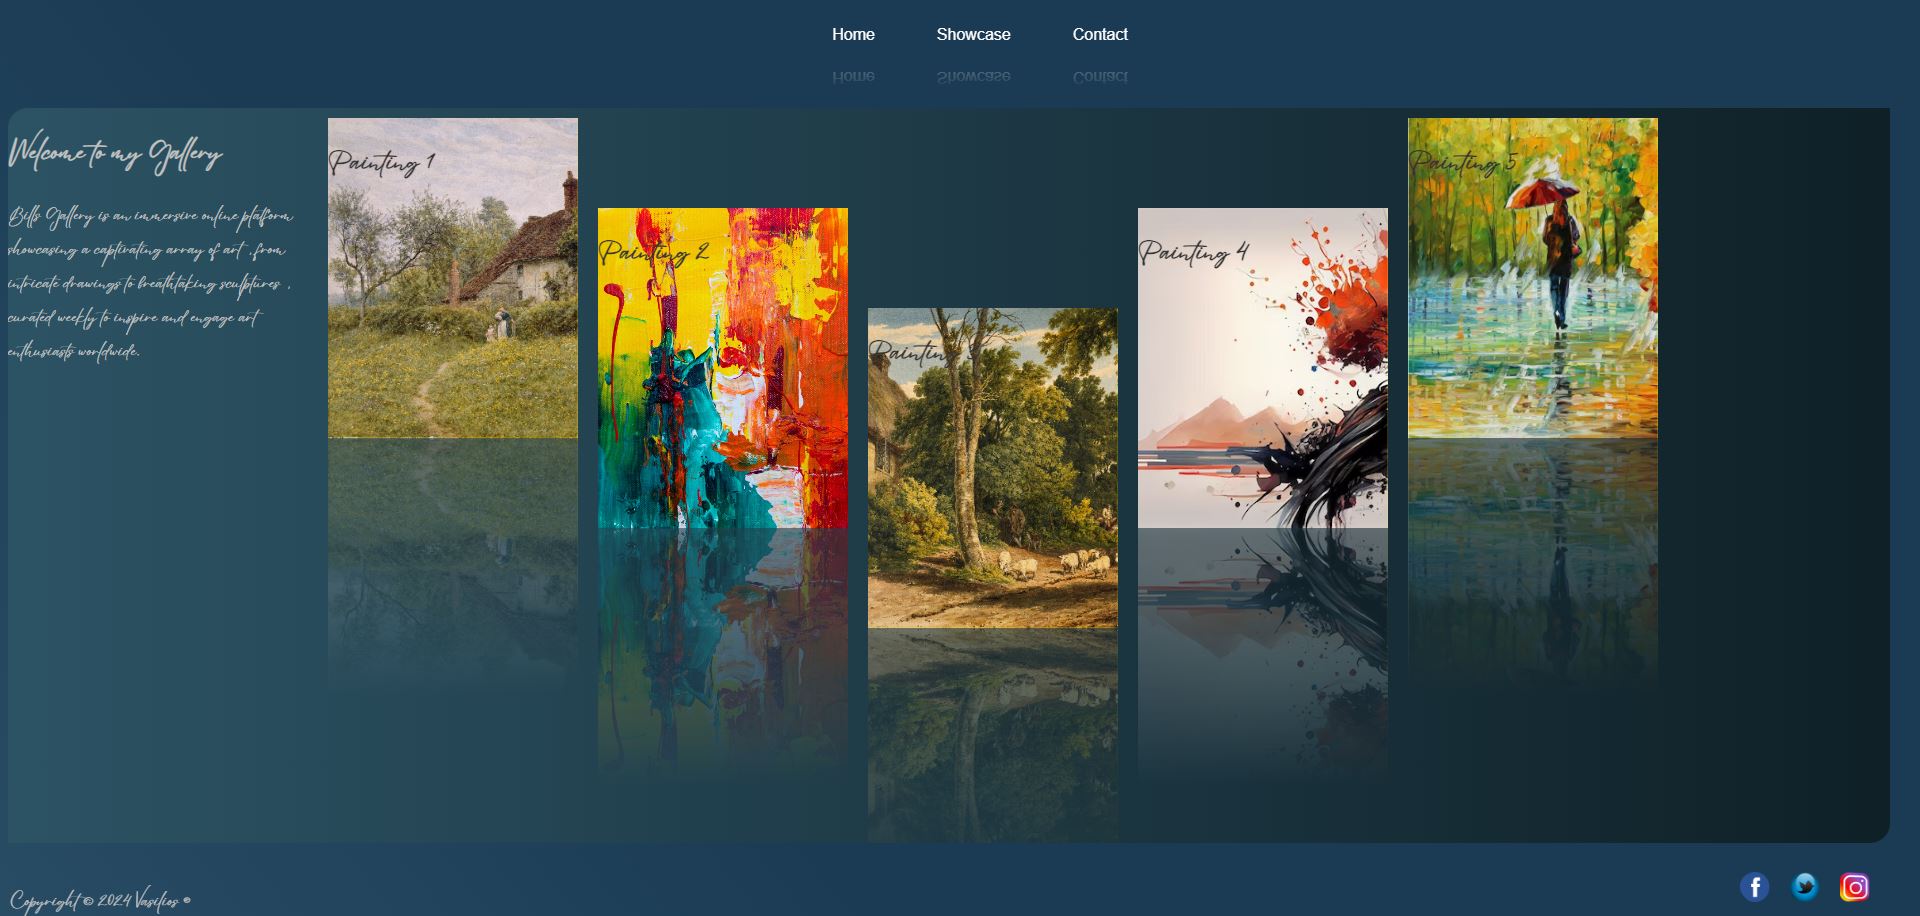 Home Showcase Contact
Home Showcase Contact
Welcome to my Gallery
Bills Gallery is an immersive online platform
showcasing a captivating array of art , from
intricate drawings to breathtaking sculptures ,
curated weekly to inspire and engage art
enthusiasts worldwide.
Painting 1
Painting 2
Painting 3
Painting 4
Painting 5
Copyright © 2024 Vasilios ®